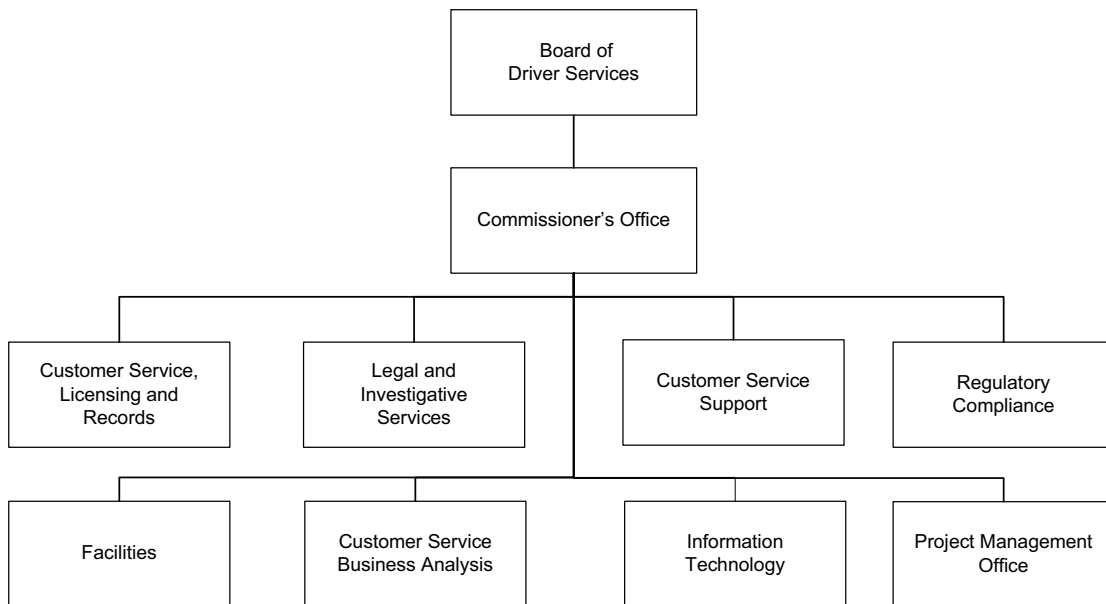 Board of
Driver Services
Commissioner’s Office
Customer Service,
Licensing and
Records
Legal and
Investigative
Services
Customer Service
Support
Regulatory
Compliance
Facilities
Customer Service
Business Analysis
Information
Technology
Project Management
Office